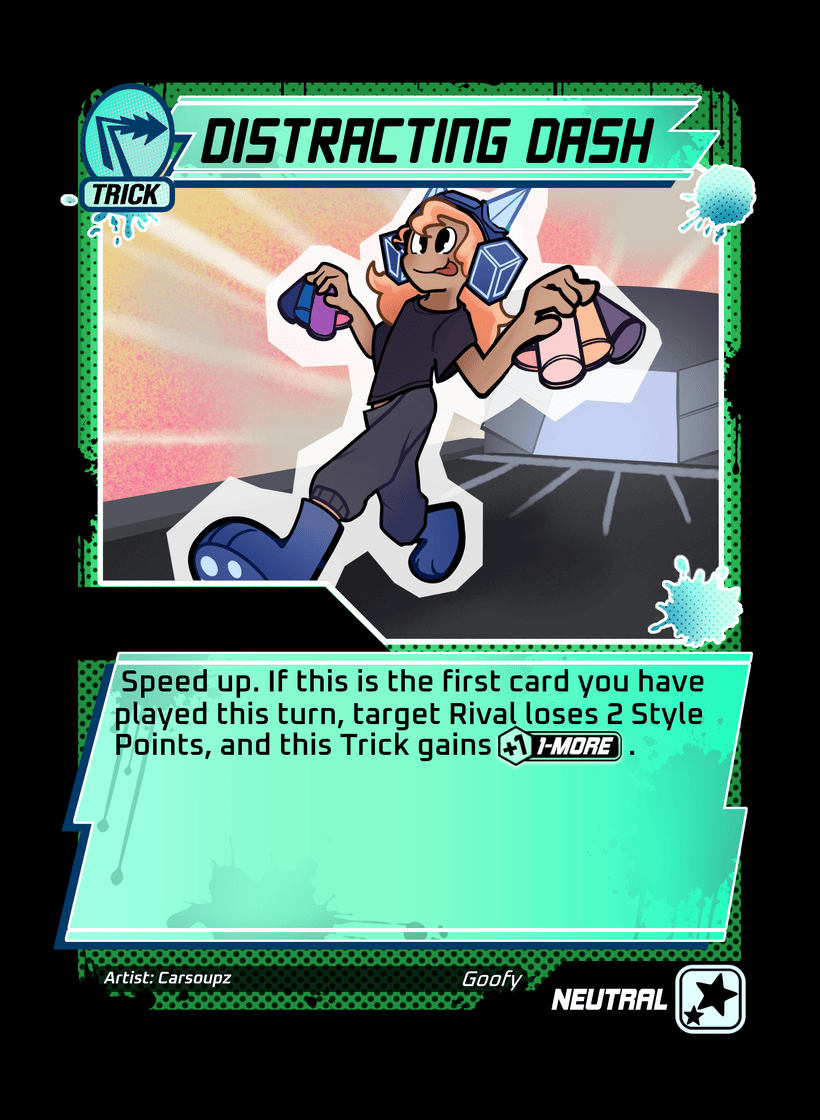 DISTRACTING DASH
TRICK
Speed up. If this is the first card you have
played this turn, target Rival loses 2 Style
Points, and this Trick gains +1 1-MORE .
Artist: Carsoupz
Goofy
NEUTRAL